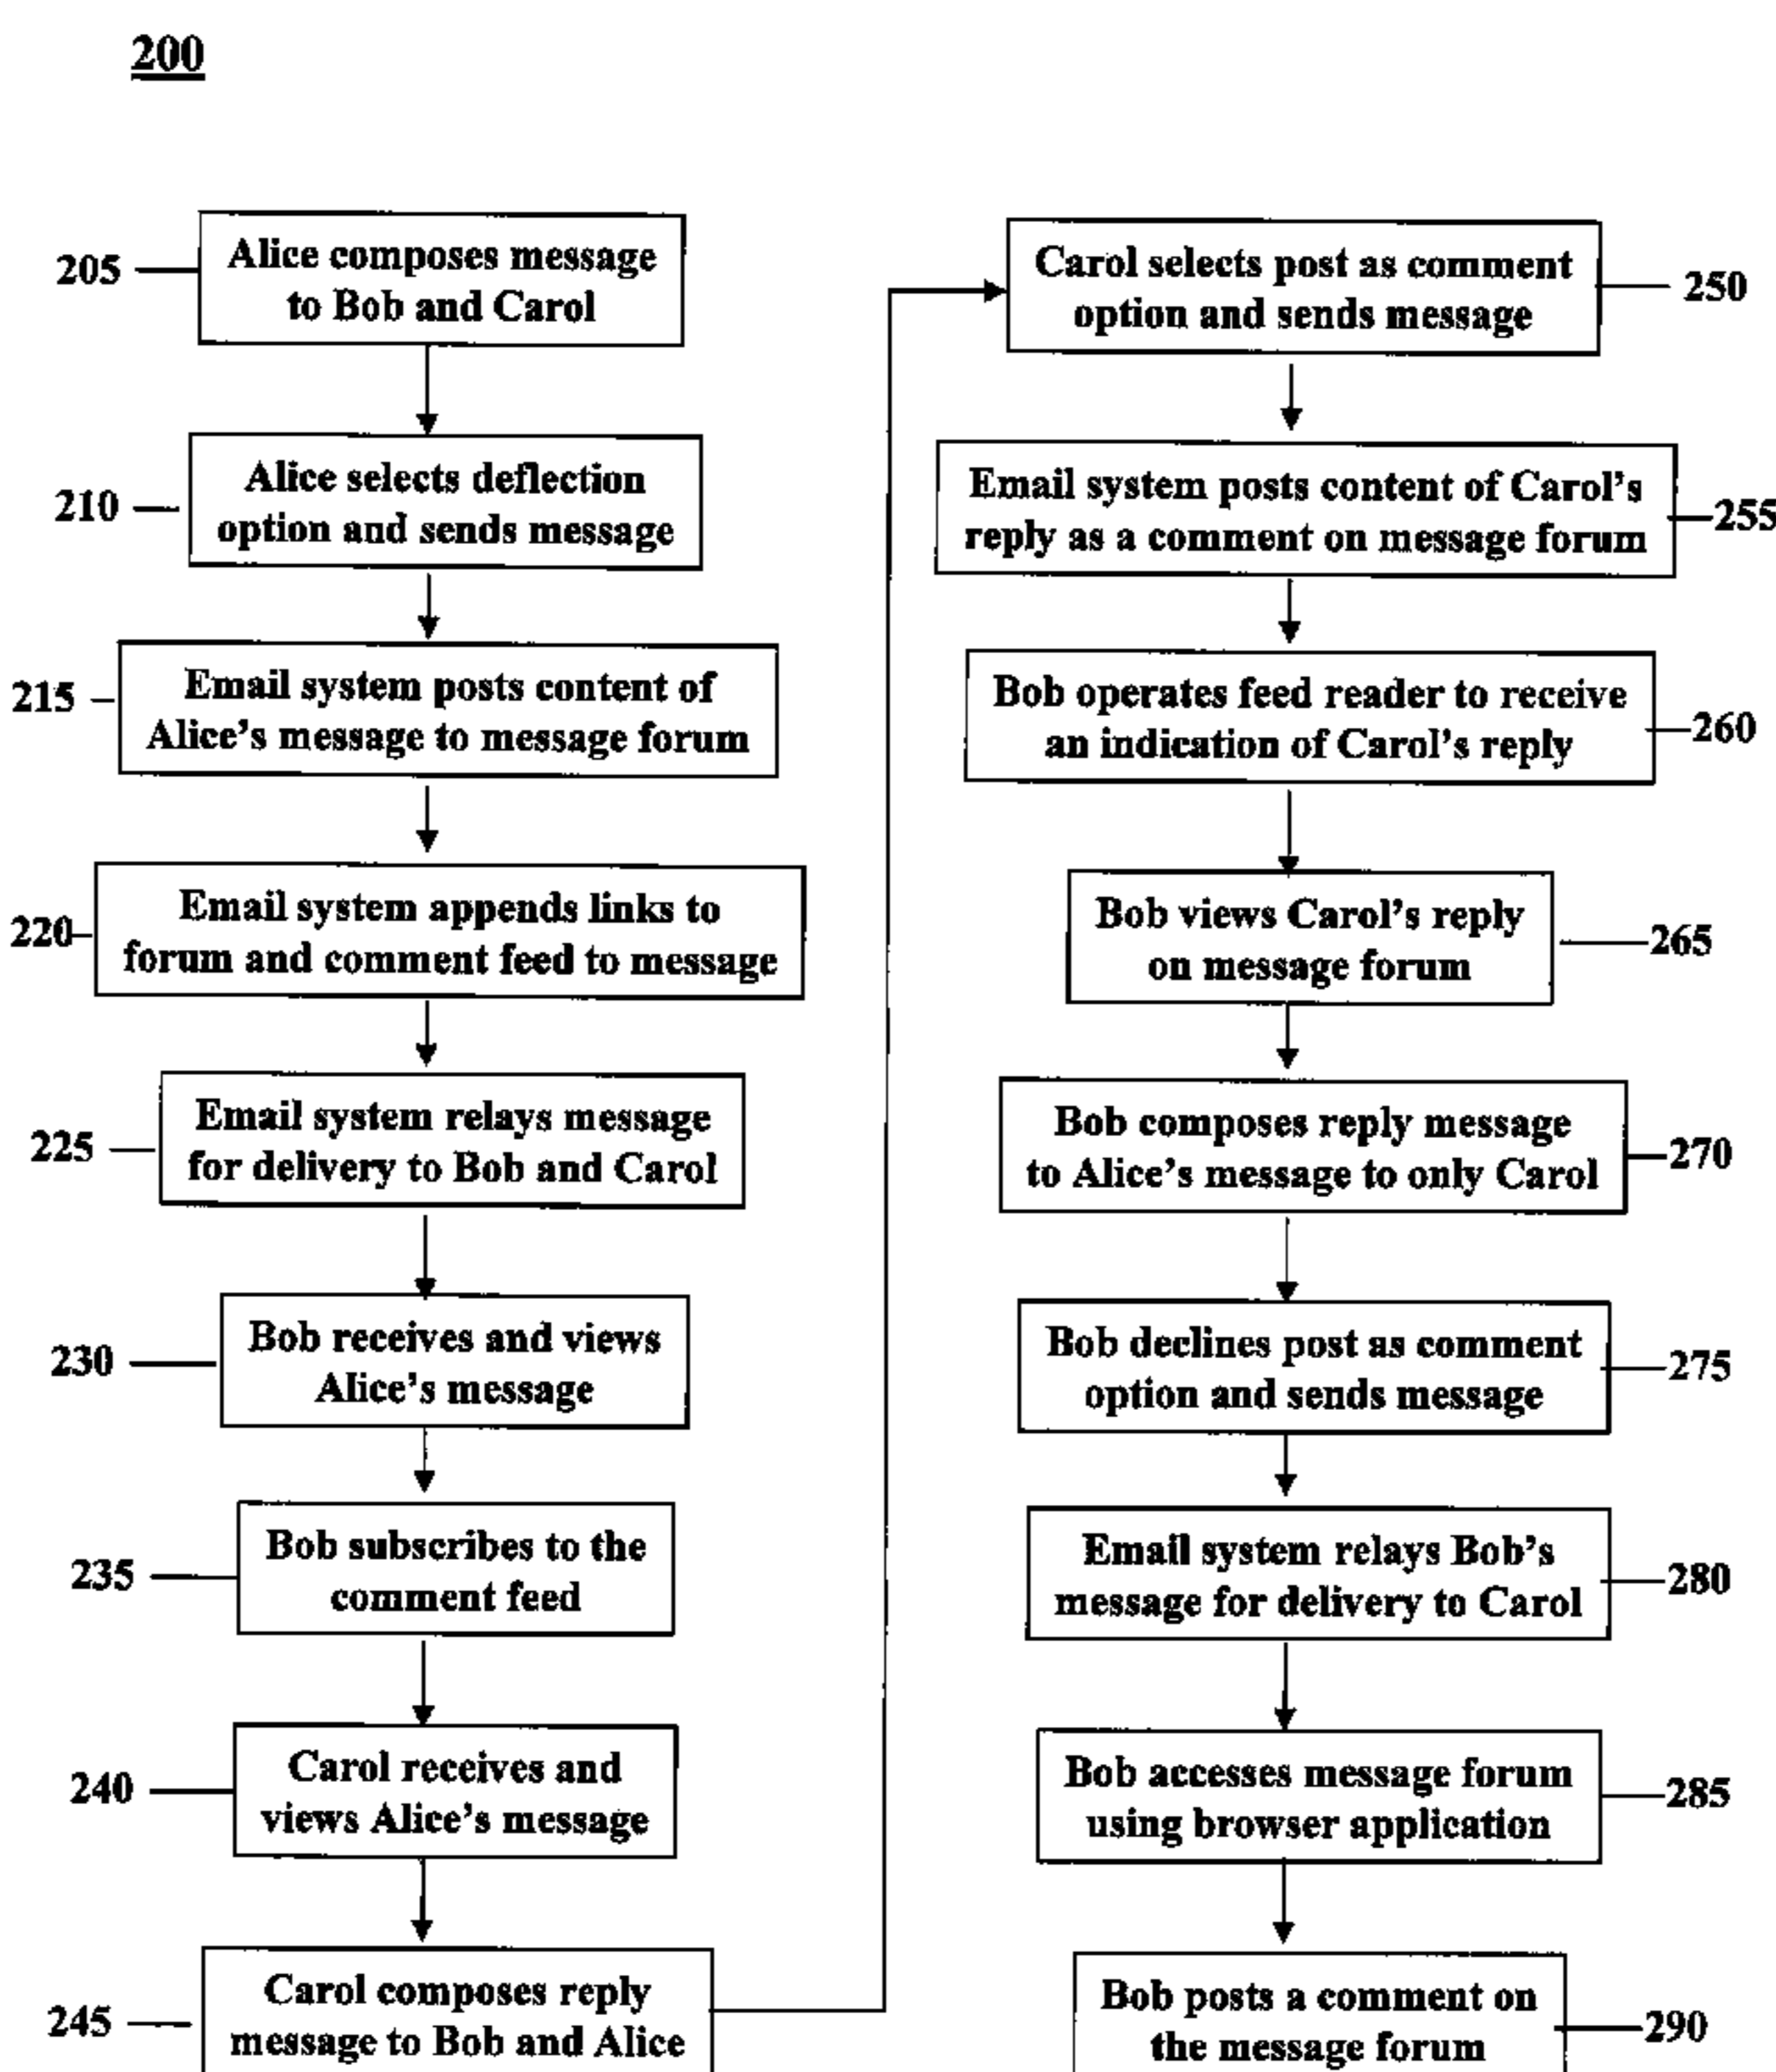 200
205
Alice composes message
to Bob and Carol
210
Alice selects deflection
option and sends message
215
Email system posts content of
Alice's message to message forum
220
Email system appends links to
forum and comment feed to message
225
Email system relays message
for delivery to Bob and Carol
230
Bob receives and views
Alice's message
235
Bob subscribes to the
comment feed
240
Carol receives and
views Alice's message
245
Carol composes reply
message to Bob and Alice
Carol selects post as comment
option and sends message
250
Email system posts content of Carol's
reply as a comment on message forum
255
Bob operates feed reader to receive
an indication of Carol's reply
260
Bob views Carol's reply
on message forum
265
Bob composes reply message
to Alice's message to only Carol
270
Bob declines post as comment
option and sends message
275
Email system relays Bob's
message for delivery to Carol
280
Bob accesses message forum
using browser application
285
Bob posts a comment on
the message forum
290